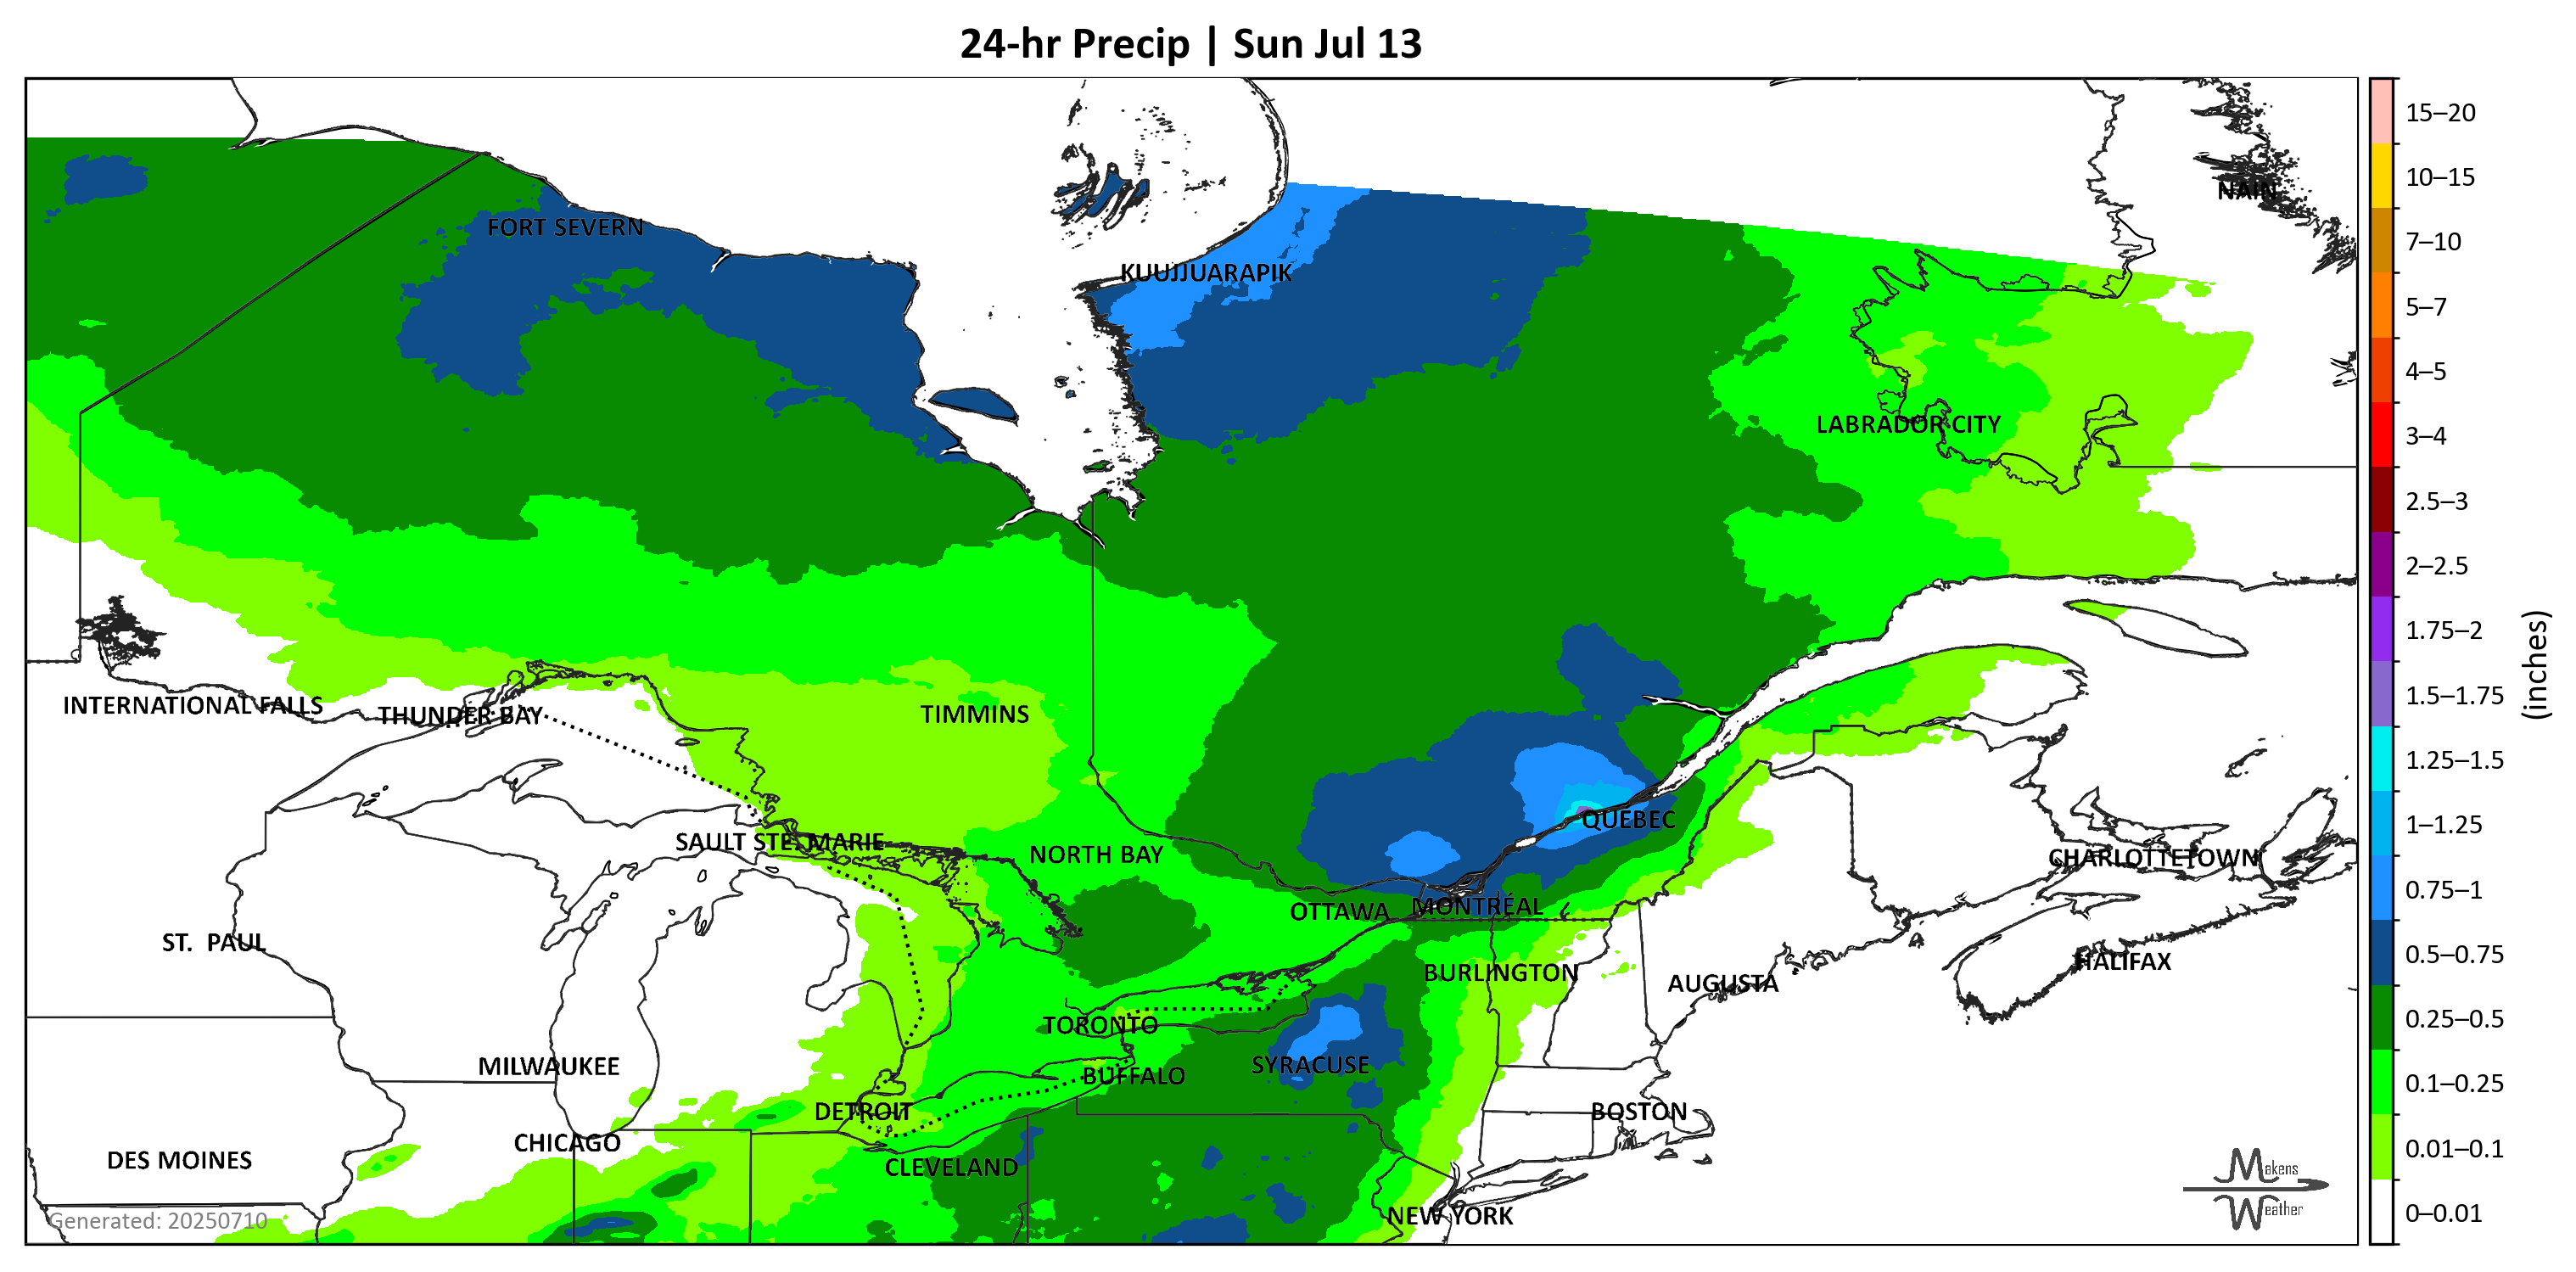 24-hr Precip | Sun Jul 13
NAIN
FORT SEVERN
KUUJJUARAPIK
LABRADOR CITY
INTERNATIONAL FALLS
THUNDER BAY
TIMMINS
QUEBEC
SAULT STE. MARIE
NORTH BAY
CHARLOTTETOWN
OTTAWA
MONTRÉAL
ST. PAUL
HALIFAX
BURLINGTON
AUGUSTA
TORONTO
SYRACUSE
MILWAUKEE
BUFFALO
DETROIT
BOSTON
CHICAGO
DES MOINES
CLEVELAND
NEW YORK
Generated: 20250710
Makens
Weather
15–20
10–15
7–10
5–7
4–5
3–4
2.5–3
2–2.5
1.75–2
1.5–1.75
1.25–1.5
1–1.25
0.75–1
0.5–0.75
0.25–0.5
0.1–0.25
0.01–0.1
0–0.01
(inches)